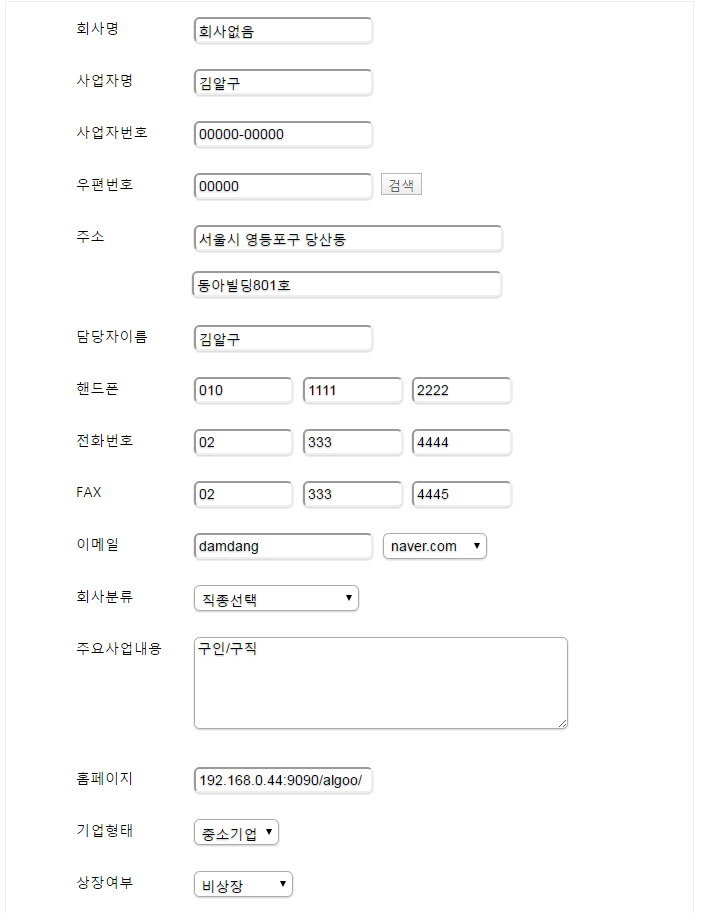 회사명 회사없음
사업자명 김알구
사업자번호 00000-00000
우편번호 00000 검색
주소 서울시 영등포구 당산동
동아빌딩801호
담당자이름 김알구
핸드폰 010 1111 2222
전화번호 02 333 4444
FAX 02 333 4445
이메일 damdang naver.com
회사분류 직종선택
주요사업내용 구인/구직
홈페이지 192.168.0.44:9090/algoo/
기업형태 중소기업
상장여부 비상장